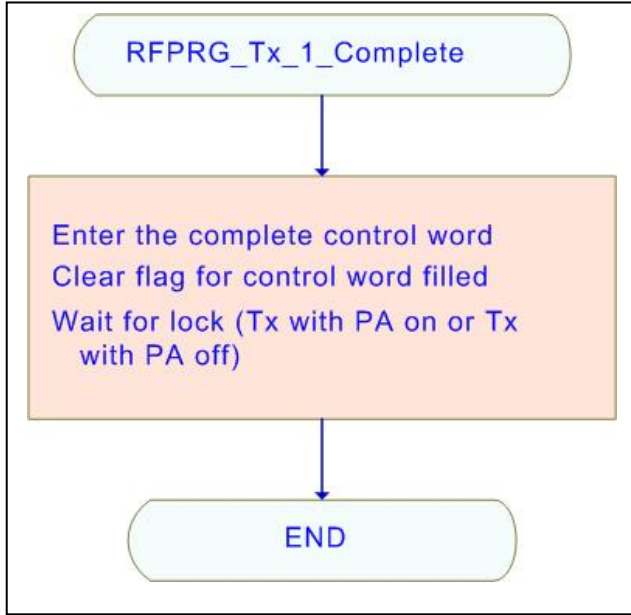 RFPRG_Tx_1_Complete
Enter the complete control word
Clear flag for control word filled
Wait for lock (Tx with PA on or Tx
with PA off)
END